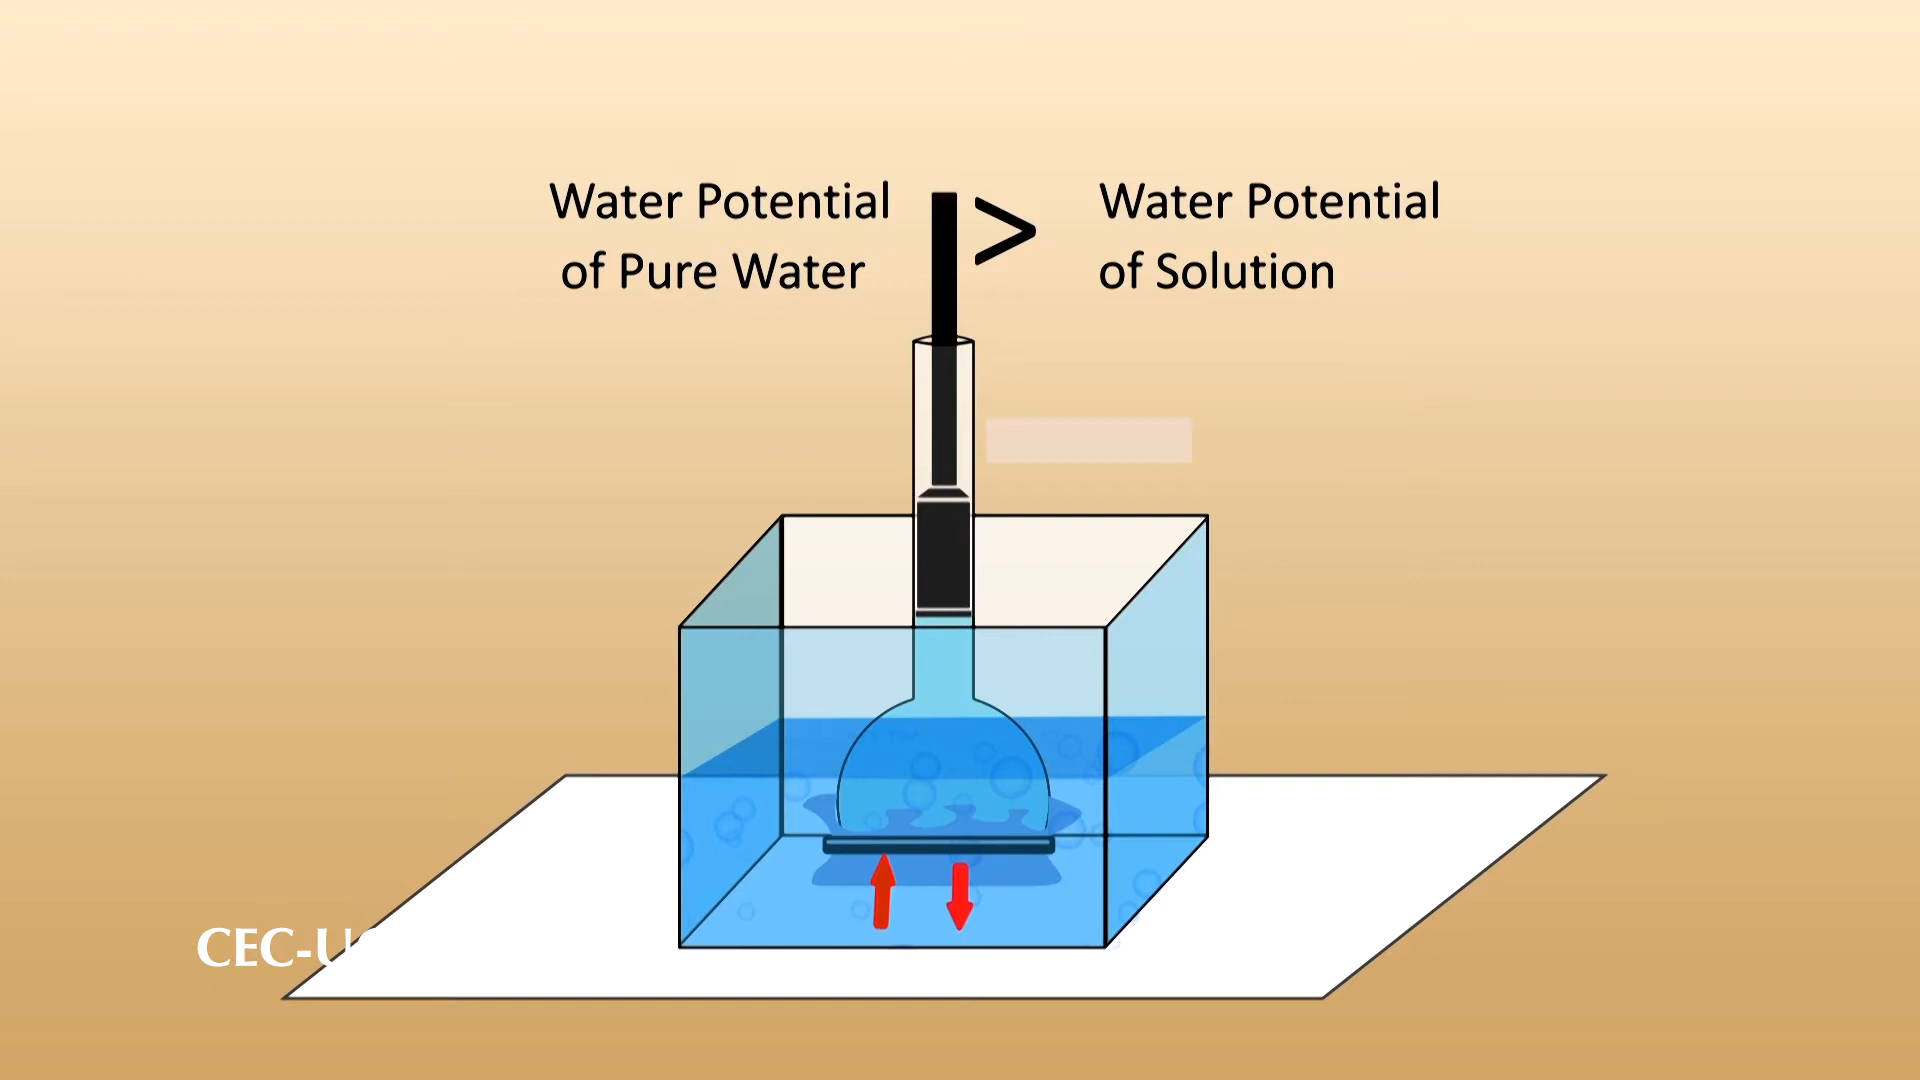 Water Potential
of Pure Water
>
Water Potential
of Solution
CEC-U